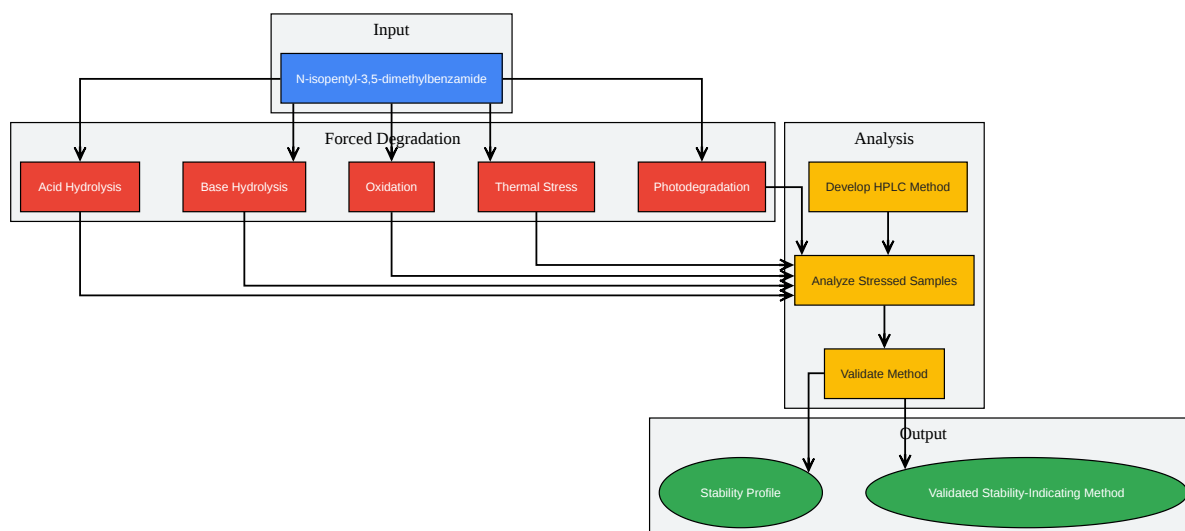 Input
N-isopentyl-3,5-dimethylbenzamide
Forced Degradation
Acid Hydrolysis
Base Hydrolysis
Oxidation
Thermal Stress
Photodegradation
Analysis
Develop HPLC Method
Analyze Stressed Samples
Validate Method
Output
Stability Profile
Validated Stability-Indicating Method